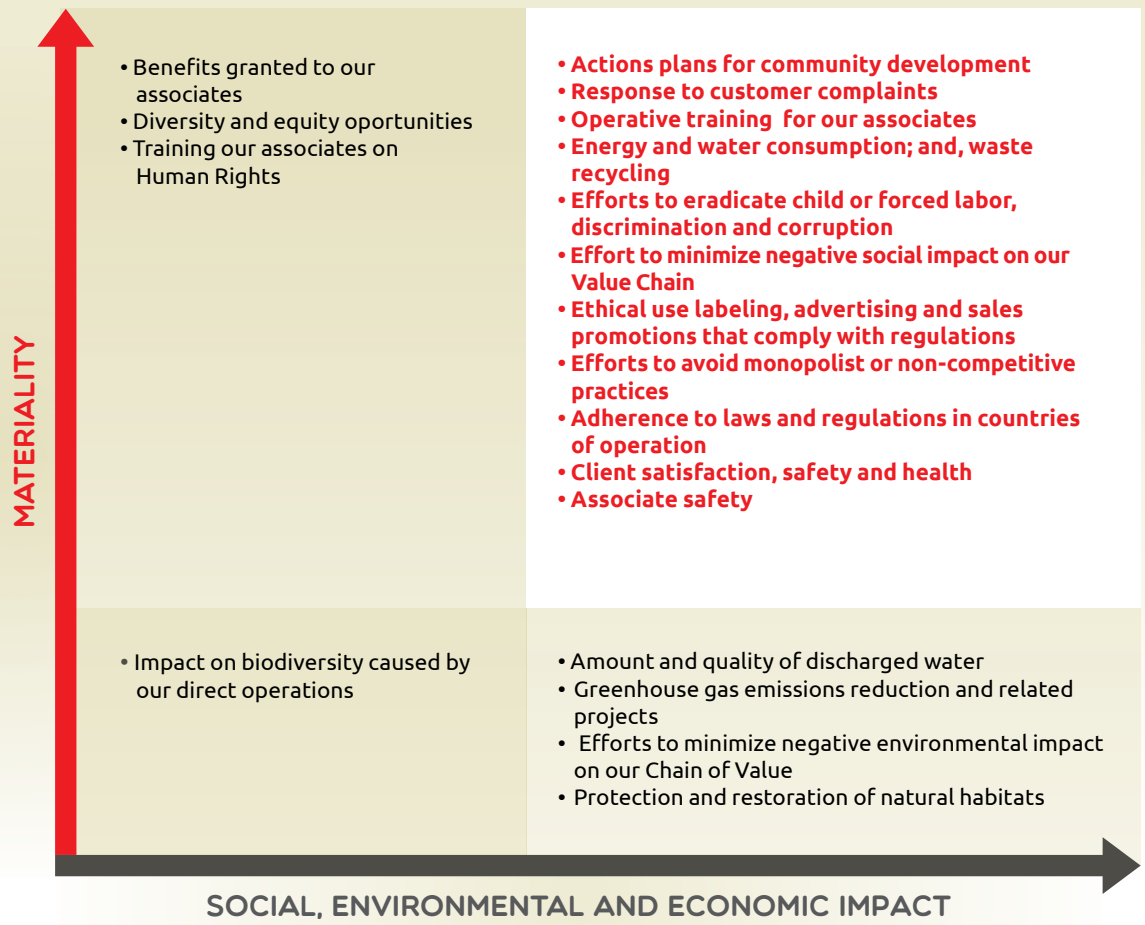 MATERIALITY
• Benefits granted to our
associates
• Diversity and equity oportunities
• Training our associates on
Human Rights
• Actions plans for community development
• Response to customer complaints
• Operative training for our associates
• Energy and water consumption; and, waste
recycling
• Efforts to eradicate child or forced labor,
discrimination and corruption
• Effort to minimize negative social impact on our
Value Chain
• Ethical use labeling, advertising and sales
promotions that comply with regulations
• Efforts to avoid monopolist or non-competitive
practices
• Adherence to laws and regulations in countries
of operation
• Client satisfaction, safety and health
• Associate safety
• Impact on biodiversity caused by
our direct operations
• Amount and quality of discharged water
• Greenhouse gas emissions reduction and related
projects
• Efforts to minimize negative environmental impact
on our Chain of Value
• Protection and restoration of natural habitats
SOCIAL, ENVIRONMENTAL AND ECONOMIC IMPACT